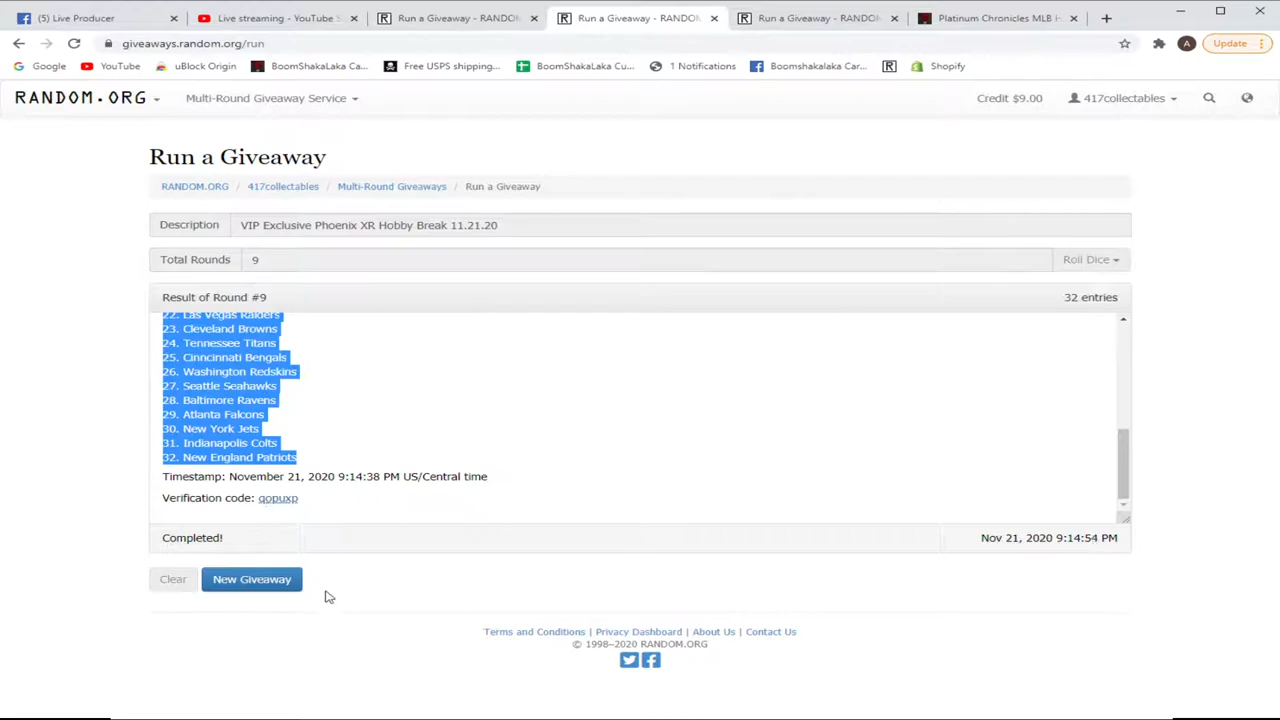 (5) Live Producer
Live streaming - YouTube S
Run a Giveaway - RANDO
Run a Giveaway - RANDOM
Run a Giveaway - RANDOM
Platinum Chronicles MLB H
giveaways.random.org/run
A
Update
Google
YouTube
uBlock Origin
BoomShakaLaka Ca...
Free USPS shipping...
BoomShakaLaka Cu...
1 Notifications
Boomshakalaka Car...
Shopify
RANDOM.ORG
Multi-Round Giveaway Service
Credit $9.00
417collectables
Run a Giveaway
RANDOM.ORG / 417collectables / Multi-Round Giveaways / Run a Giveaway
Description
VIP Exclusive Phoenix XR Hobby Break 11.21.20
Total Rounds
9
Roll Dice
Result of Round #9
32 entries
22. Las Vegas Raiders
23. Cleveland Browns
24. Tennessee Titans
25. Cinncinnati Bengals
26. Washington Redskins
27. Seattle Seahawks
28. Baltimore Ravens
29. Atlanta Falcons
30. New York Jets
31. Indianapolis Colts
32. New England Patriots
Timestamp: November 21, 2020 9:14:38 PM US/Central time
Verification code: qopuxp
Completed!
Nov 21, 2020 9:14:54 PM
Clear
New Giveaway
Terms and Conditions | Privacy Dashboard | About Us | Contact Us
© 1998–2020 RANDOM.ORG